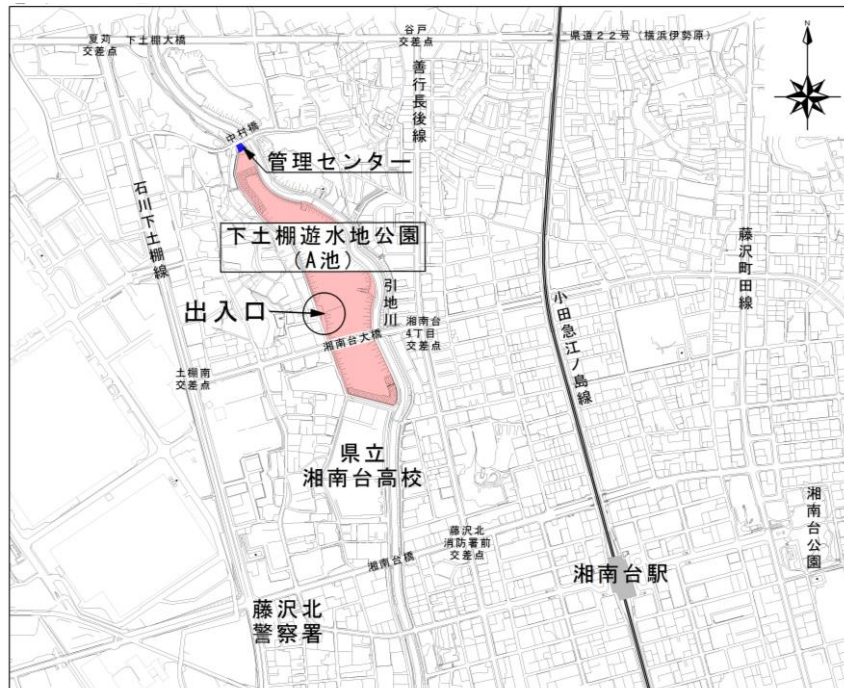 夏苅
交差点
下土棚大橋
谷戸
交差点
県道22号(横浜伊勢原)
N
善行長後線
中村橋
管理センター
石川下土棚線
下土棚遊水地公園
(A池)
引地川
藤沢町田線
出入口
湘南台
4丁目
交差点
小田急江ノ島線
湘南台大橋
土棚南
交差点
県立
湘南台高校
湘南台公園
藤沢北
消防署前
交差点
湘南台橋
湘南台駅
藤沢北
警察署